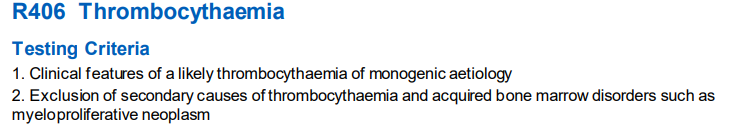 R406 Thrombocythaemia
Testing Criteria
1. Clinical features of a likely thrombocythaemia of monogenic aetiology
2. Exclusion of secondary causes of thrombocythaemia and acquired bone marrow disorders such as
myeloproliferative neoplasm